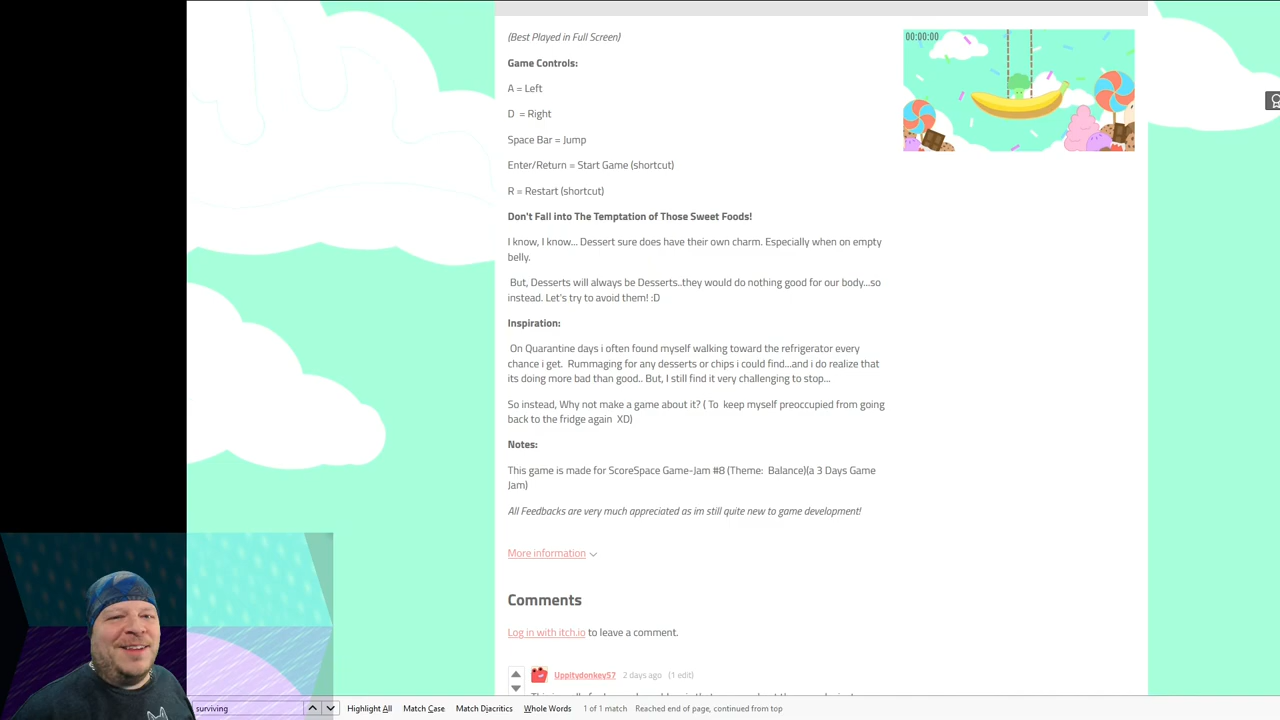 (Best Played in Full Screen)
00:00:00
Game Controls:
A = Left
D  = Right
Space Bar = Jump
Enter/Return = Start Game (shortcut)
R = Restart (shortcut)
Don't Fall into The Temptation of Those Sweet Foods!
I know, I know... Dessert sure does have their own charm. Especially when on empty
belly.
But, Desserts will always be Desserts..they would do nothing good for our body...so
instead. Let's try to avoid them! :D
Inspiration:
On Quarantine days i often found myself walking toward the refrigerator every
chance i get.  Rummaging for any desserts or chips i could find...and i do realize that
its doing more bad than good.. But, I still find it very challenging to stop...
So instead, Why not make a game about it? ( To  keep myself preoccupied from going
back to the fridge again  XD)
Notes:
This game is made for ScoreSpace Game-Jam #8 (Theme:  Balance)(a 3 Days Game
Jam)
All Feedbacks are very much appreciated as im still quite new to game development!
More information
Comments
Log in with itch.io to leave a comment.
Uppitydonkey57 2 days ago (1 edit)
surviving Highlight All Match Case Match Diacritics Whole Words 1 of 1 match Reached end of page, continued from top